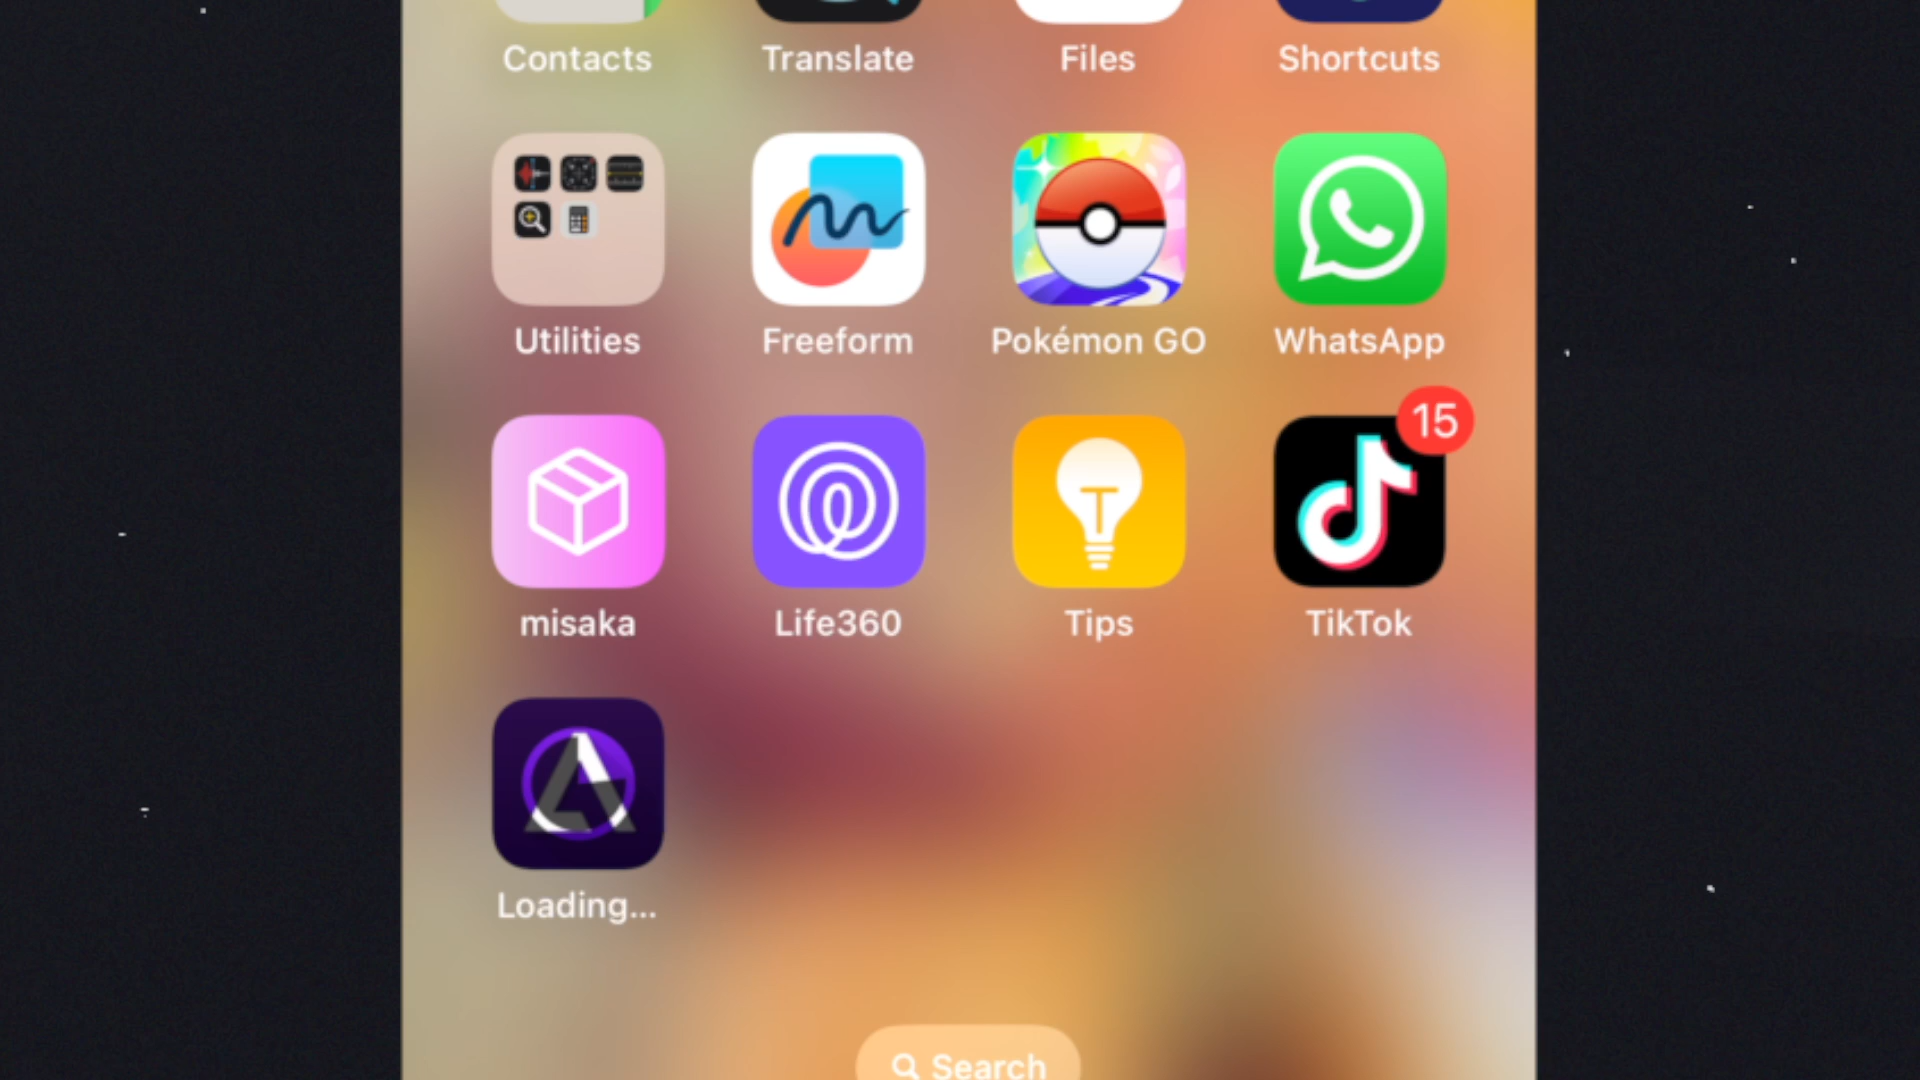 Contacts Translate Files Shortcuts
Utilities Freeform Pokémon GO WhatsApp
15
misaka Life360 Tips TikTok
Loading...
Search